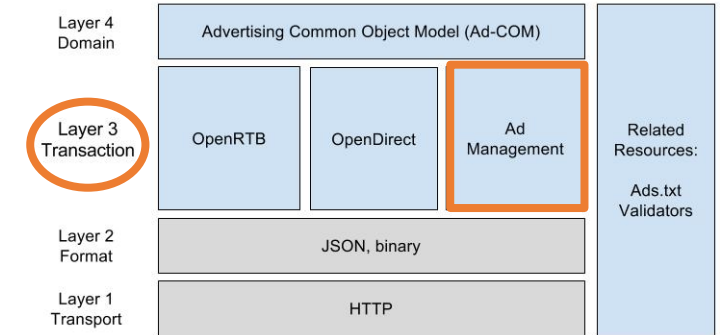 Layer 4
Domain
Advertising Common Object Model (Ad-COM)
Layer 3
Transaction
OpenRTB
OpenDirect
Ad
Management
Related
Resources:
Ads.txt
Validators
Layer 2
Format
JSON, binary
Layer 1
Transport
HTTP